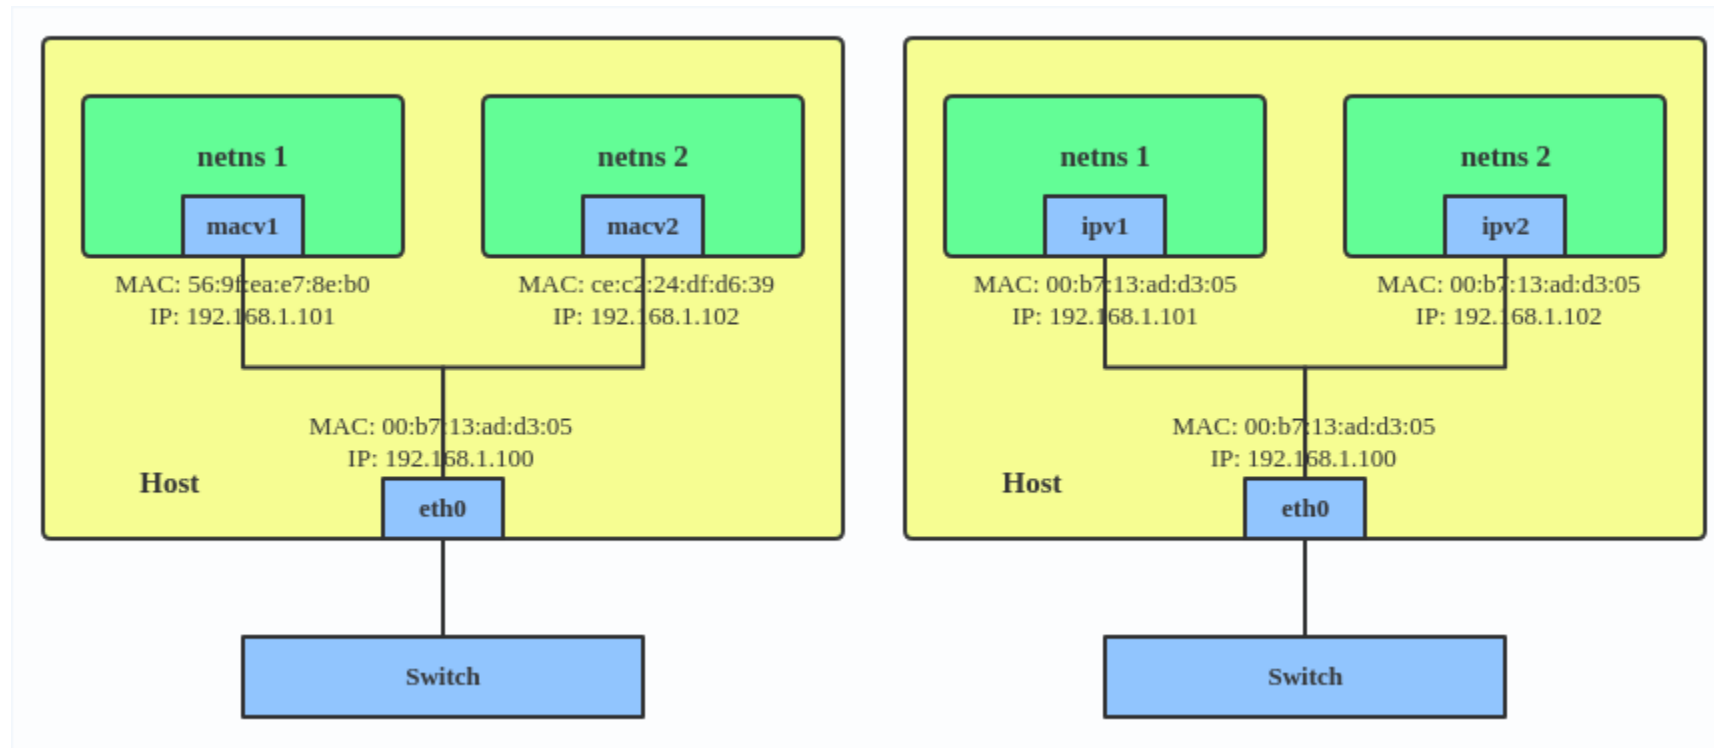 netns 1
macv1
MAC: 56:9f:ea:e7:8e:b0
IP: 192.168.1.101
netns 2
macv2
MAC: ce:c2:24:df:d6:39
IP: 192.168.1.102
MAC: 00:b7:13:ad:d3:05
IP: 192.168.1.100
Host
eth0
Switch
netns 1
ipv1
MAC: 00:b7:13:ad:d3:05
IP: 192.168.1.101
netns 2
ipv2
MAC: 00:b7:13:ad:d3:05
IP: 192.168.1.102
MAC: 00:b7:13:ad:d3:05
IP: 192.168.1.100
Host
eth0
Switch